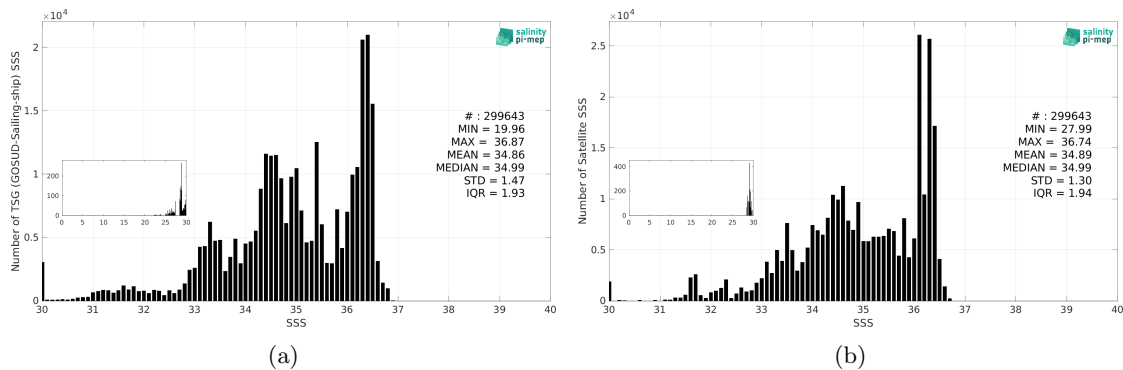 ×10⁴
2
1.5
1
0.5
0
Number of TSG (GOSUD-Sailing-ship) SSS
salinity
pi-mep
# : 299643
MIN = 19.96
MAX = 36.87
MEAN = 34.86
MEDIAN = 34.99
STD = 1.47
IQR = 1.93
200
100
0
0 5 10 15 20 25 30
30 31 32 33 34 35 36 37 38 39 40
SSS
(a)
×10⁴
2.5
2
1.5
1
0.5
0
Number of Satellite SSS
salinity
pi-mep
# : 299643
MIN = 27.99
MAX = 36.74
MEAN = 34.89
MEDIAN = 34.99
STD = 1.30
IQR = 1.94
400
200
0
0 5 10 15 20 25 30
30 31 32 33 34 35 36 37 38 39 40
SSS
(b)